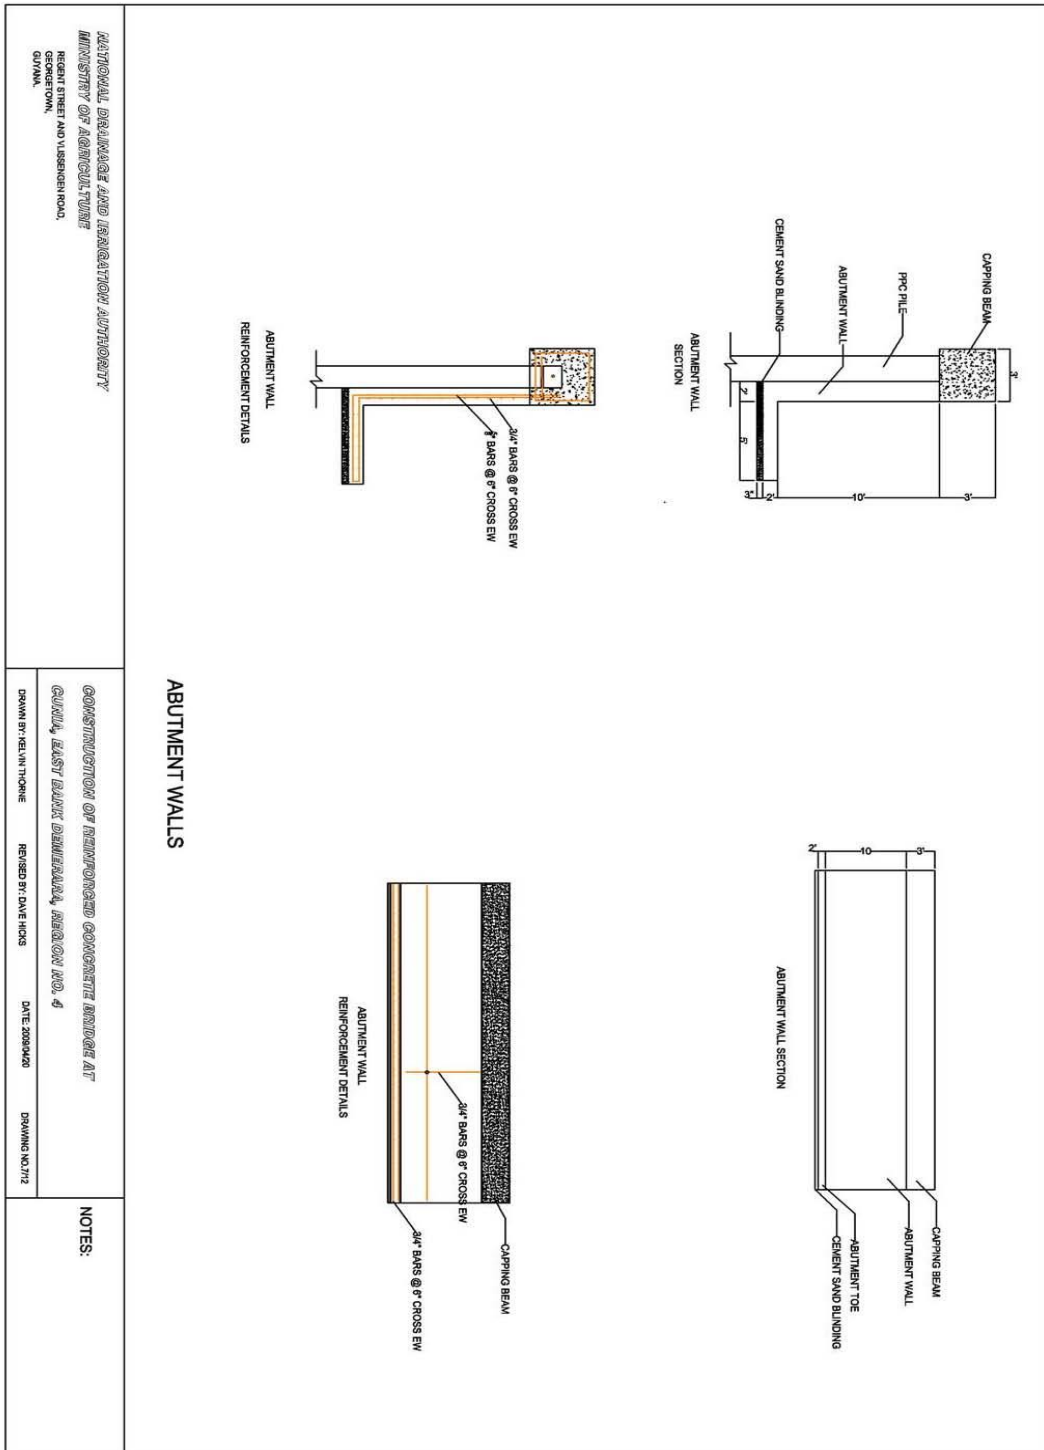 CAPPING BEAM
PPC PILE
ABUTMENT WALL
CEMENT SAND BLINDING
3'
2'
5'
3"
2'
10'
3'
ABUTMENT WALL
SECTION
2'
10
3'
ABUTMENT WALL SECTION
CAPPING BEAM
ABUTMENT WALL
ABUTMENT TOE
CEMENT SAND BLINDING
3/4" BARS @ 6" CROSS EW
BARS @ 6" CROSS EW
ABUTMENT WALL
REINFORCEMENT DETAILS
3/4" BARS @ 6" CROSS EW
CAPPING BEAM
3/4" BARS @ 6" CROSS EW
ABUTMENT WALL
REINFORCEMENT DETAILS
ABUTMENT WALLS
NATIONAL DRAINAGE AND IRRIGATION AUTHORITY
MINISTRY OF AGRICULTURE
REGENT STREET AND VLISSENGEN ROAD,
GEORGETOWN,
GUYANA.
CONSTRUCTION OF REINFORCED CONCRETE BRIDGE AT
CUNIA, EAST BANK DEMERARA, REGION NO. 4
DRAWN BY: KELVIN THORNE REVISED BY: DAVE HICKS DATE: 2009/04/20 DRAWING NO.7/12
NOTES: